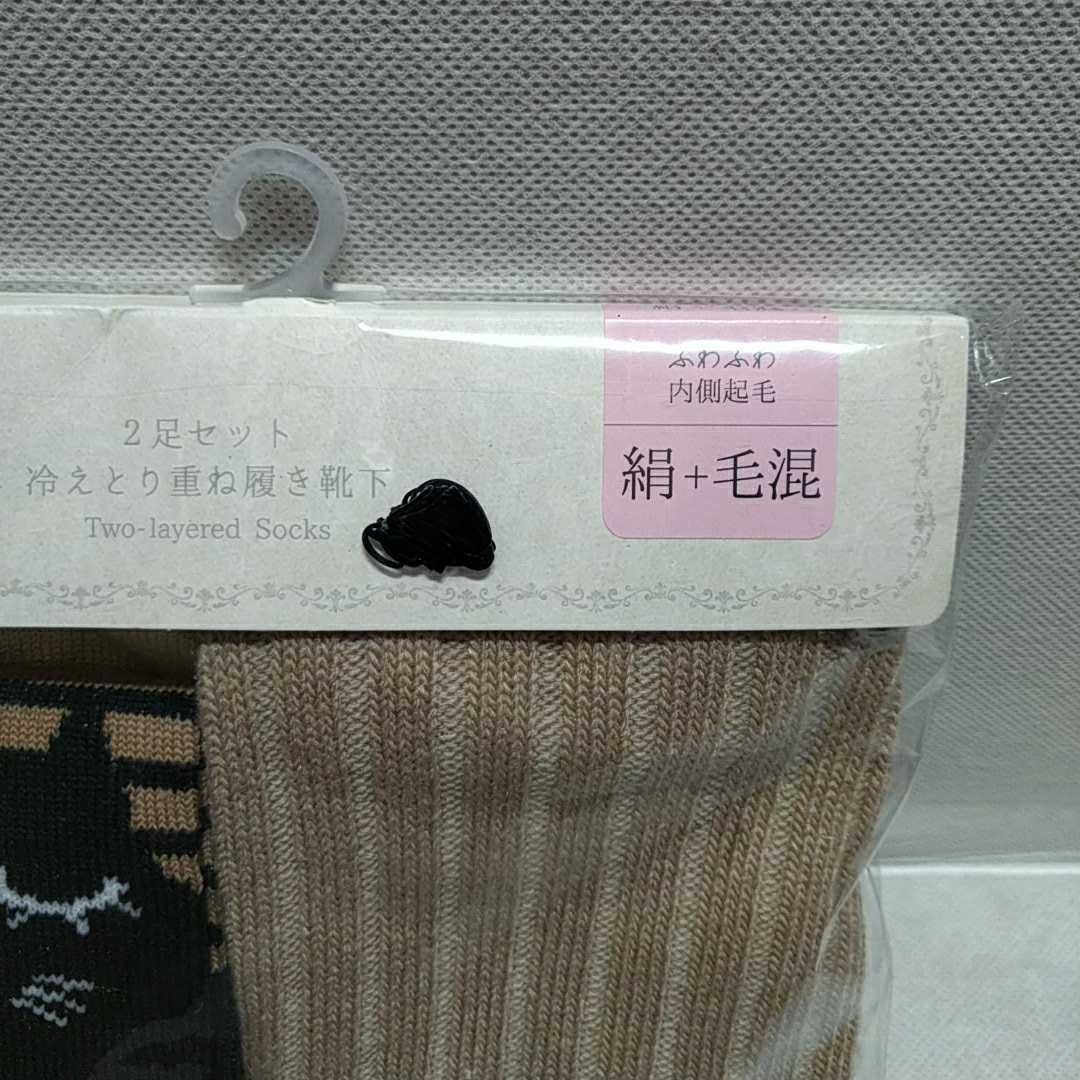 2足セット
冷えとり重ね履き靴下
Two-layered Socks
ふわふわ
内側起毛
絹+毛混